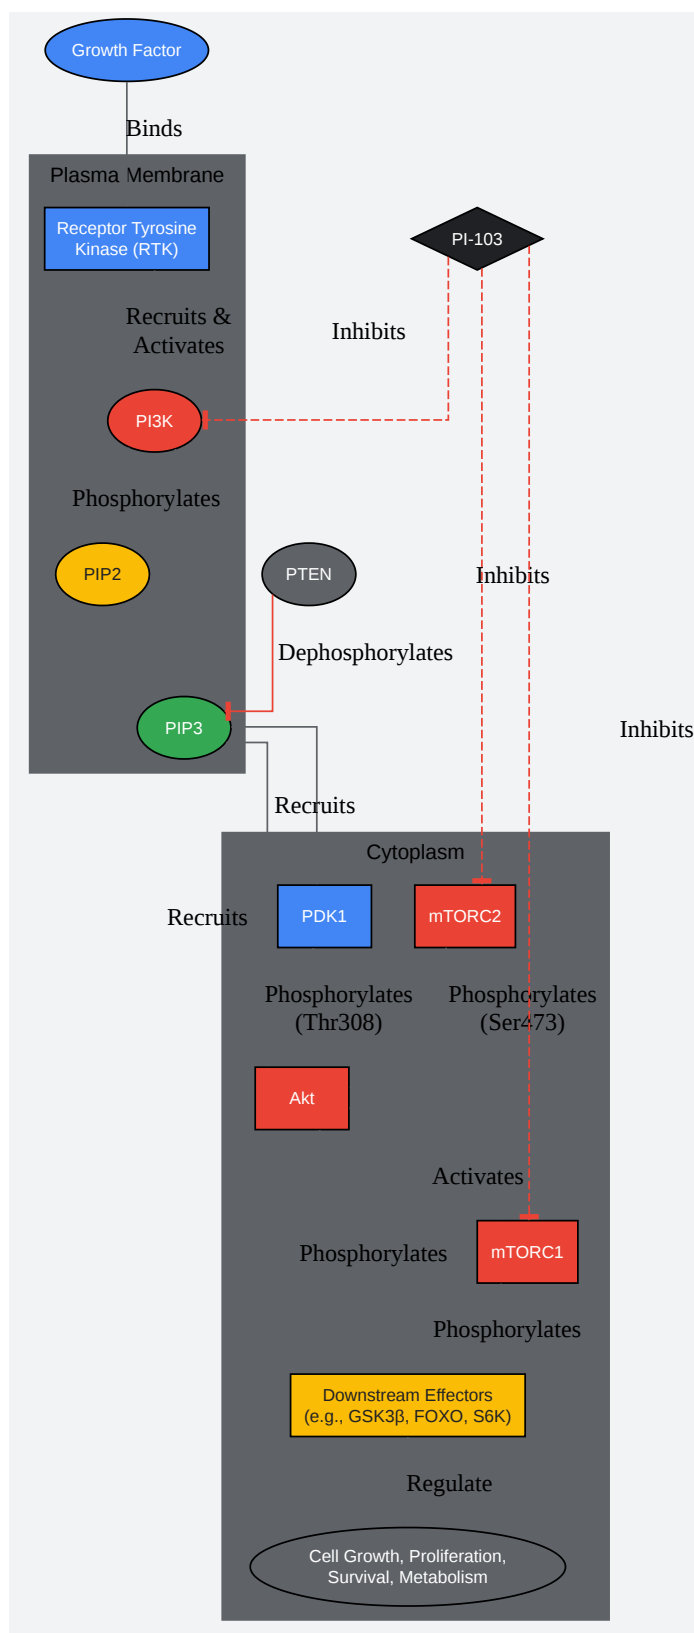 Growth Factor
Binds
Plasma Membrane
Receptor Tyrosine
Kinase (RTK)
PI-103
Recruits &
Activates
Inhibits
PI3K
Phosphorylates
PIP2
PTEN
Inhibits
Dephosphorylates
PIP3
Inhibits
Recruits
Cytoplasm
Recruits
PDK1
mTORC2
Phosphorylates
(Thr308)
Phosphorylates
(Ser473)
Akt
Activates
Phosphorylates
mTORC1
Phosphorylates
Downstream Effectors
(e.g., GSK3β, FOXO, S6K)
Regulate
Cell Growth, Proliferation,
Survival, Metabolism